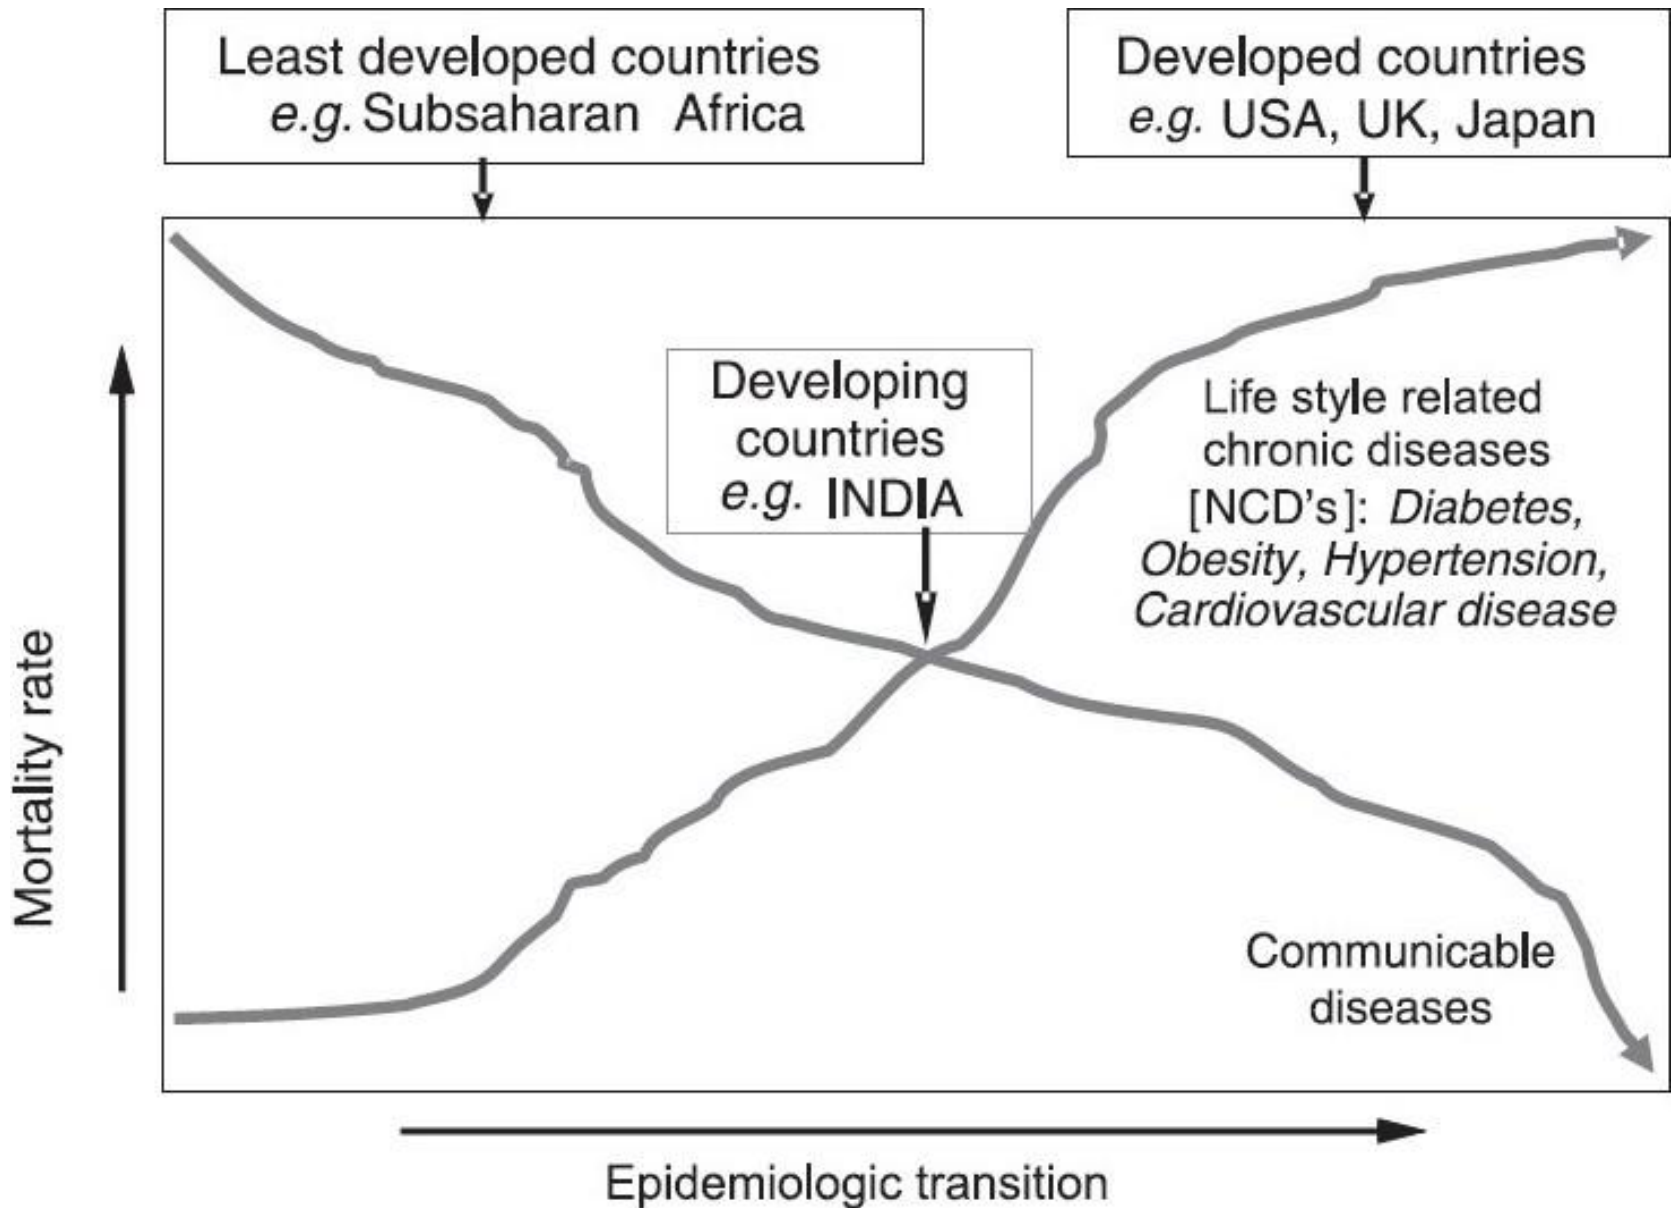 Least developed countries
e.g. Subsaharan Africa
Developed countries
e.g. USA, UK, Japan
Developing
countries
e.g. INDIA
Life style related
chronic diseases
[NCD's]: Diabetes,
Obesity, Hypertension,
Cardiovascular disease
Communicable
diseases
Mortality rate
Epidemiologic transition